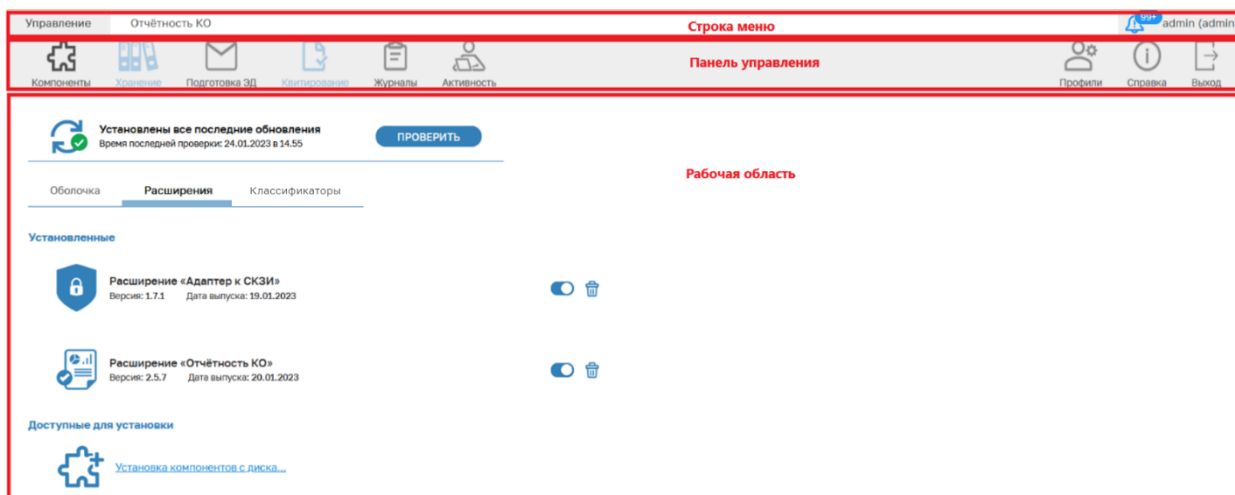 Управление Отчётность КО Строка меню 99+ admin (admin
Панель управления
Компоненты Хранение Подготовка ЭД Квитирование Журналы Активность Профили Справка Выход
Установлены все последние обновления
Время последней проверки: 24.01.2023 в 14.55
ПРОВЕРИТЬ
Рабочая область
Оболочка Расширения Классификаторы
Установленные
Расширение «Адаптер к СКЗИ»
Версия: 1.7.1 Дата выпуска: 19.01.2023
Расширение «Отчётность КО»
Версия: 2.5.7 Дата выпуска: 20.01.2023
Доступные для установки
Установка компонентов с диска...